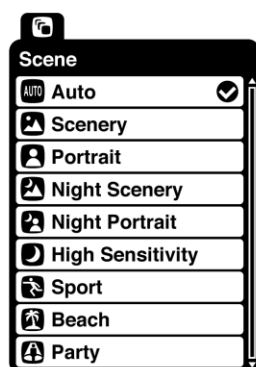 Scene
AUTO Auto
Scenery
Portrait
Night Scenery
Night Portrait
High Sensitivity
Sport
Beach
Party